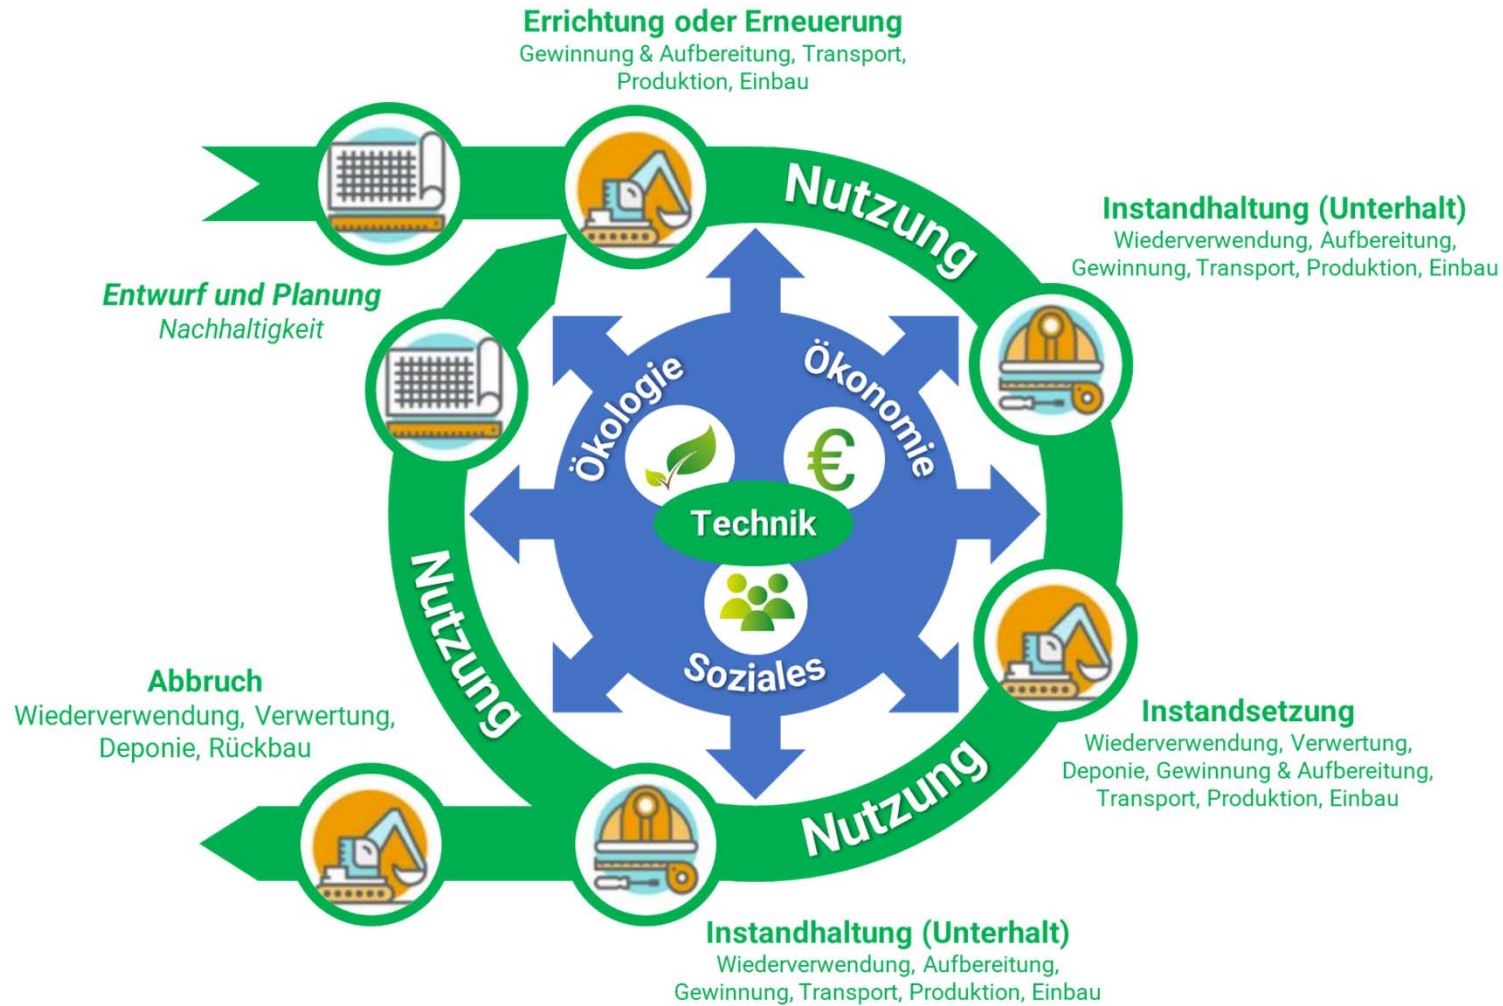 Errichtung oder Erneuerung
Gewinnung & Aufbereitung, Transport,
Produktion, Einbau
Nutzung
Instandhaltung (Unterhalt)
Wiederverwendung, Aufbereitung,
Gewinnung, Transport, Produktion, Einbau
Entwurf und Planung
Nachhaltigkeit
Ökologie
Ökonomie
€
Technik
Soziales
Nutzung
Instandsetzung
Wiederverwendung, Verwertung,
Deponie, Gewinnung & Aufbereitung,
Transport, Produktion, Einbau
Nutzung
Abbruch
Wiederverwendung, Verwertung,
Deponie, Rückbau
Instandhaltung (Unterhalt)
Wiederverwendung, Aufbereitung,
Gewinnung, Transport, Produktion, Einbau